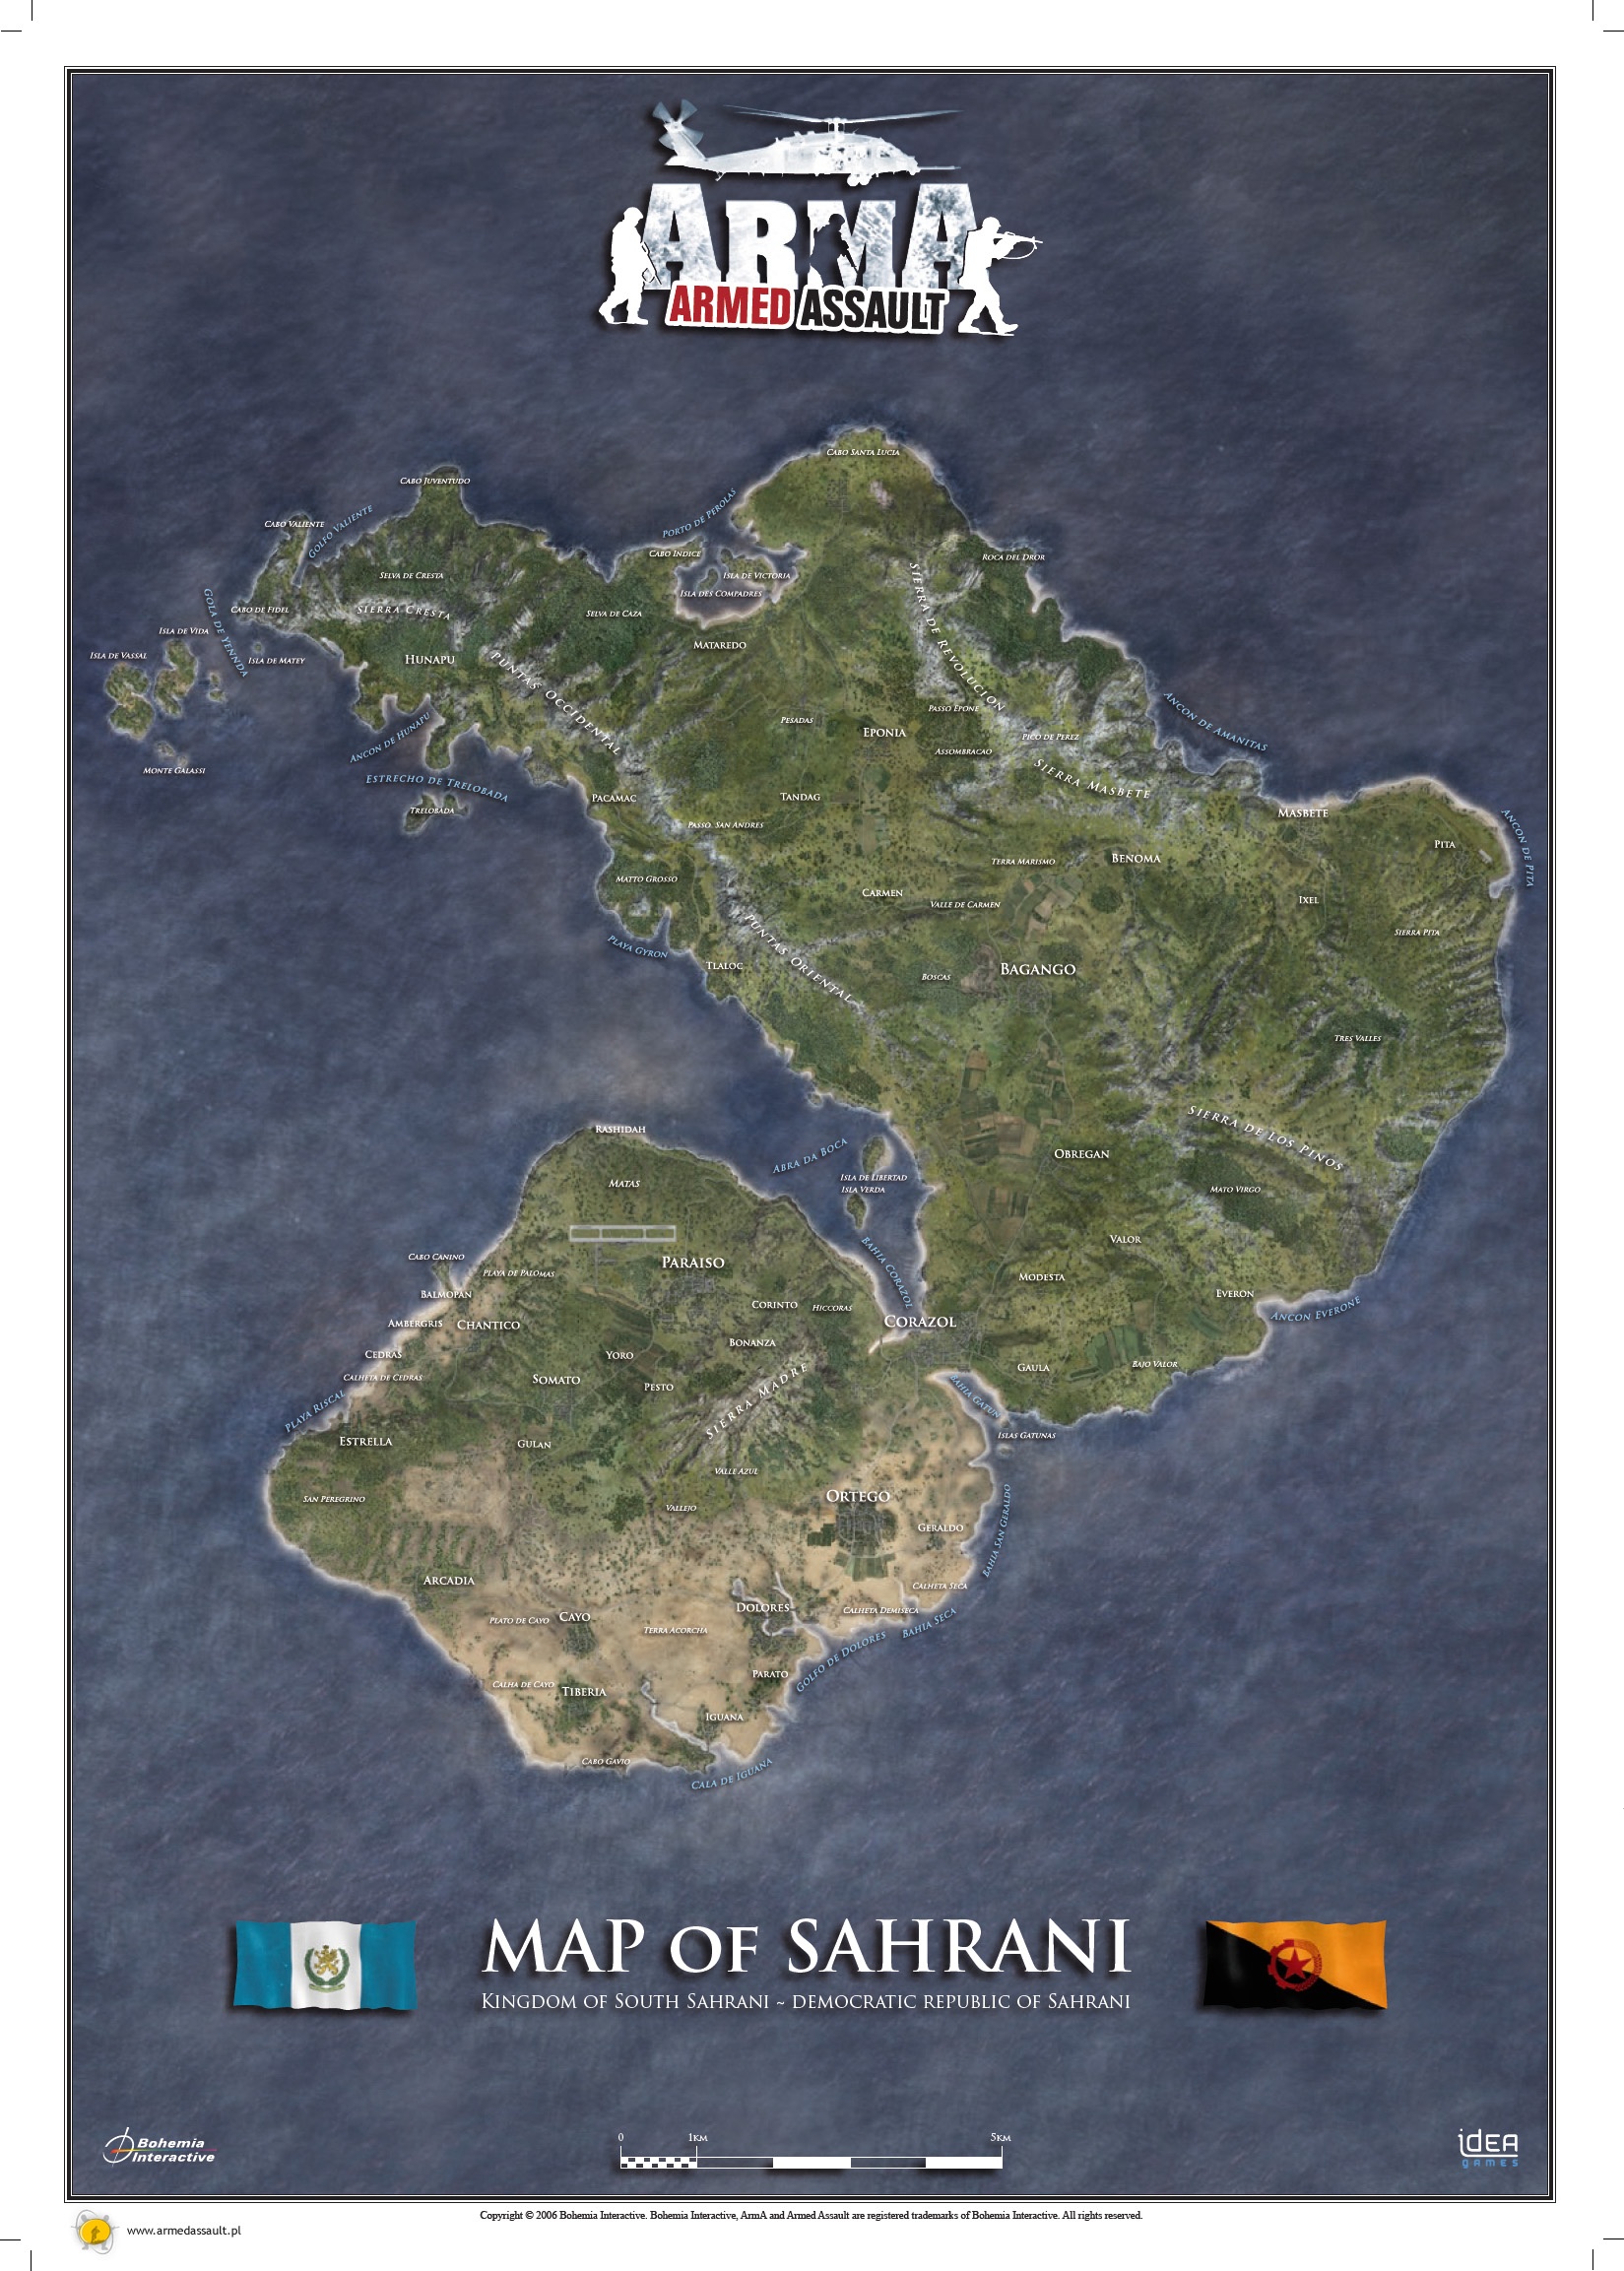 ARMA
ARMED ASSAULT
CABO SANTA LUCIA
CABO JUVENTUDO
PORTO DE PEROLAS
CABO VALIENTE
GOLFO VALIENTE
CABO INDICE
ROCA DEL DROR
SELVA DE CRESTA
ISLA DE VICTORIA
ISLA DES COMPADRES
CABO DE FIDEL
SIERRA CRESTA
SELVA DE CAZA
SIERRA DE REVOLUCION
GOLA DE YENNDA
ISLA DE VIDA
MATAREDO
ISLA DE VASSAL
ISLA DE MATEY
HUNAPU
PUNTAS OCCIDENTAL
PASSO EPONE
ANCON DE AMANITAS
PESADAS
EPONIA
PICO DE PEREZ
ANCON DE HUNAPU
ASSOMBRACAO
MONTE GALASSI
ESTRECHO DE TRELOBADA
SIERRA MASBETE
PACAMAC
TANDAG
TRELOBADA
MASBETE
PASSO SAN ANDRES
PITA
ANCON DE PITA
TERRA MARISMO
BENOMA
MATTO GROSSO
CARMEN
IXEL
VALLE DE CARMEN
SIERRA PITA
PLAYA GYRON
PUNTAS ORIENTAL
TLALOC
BAGANGO
BOSCAS
TRES VALLES
SIERRA DE LOS PINOS
RASHIDAH
ABRA DA BOCA
OBREGAN
MATAS
ISLA DE LIBERTAD
ISLA VERDA
MATO VIRGO
VALOR
CABO CANINO
PARAISO
BAHIA CORAZOL
PLAYA DE PALOMAS
MODESTA
BALMOPAN
EVERON
CORINTO
HICCORAS
ANCON EVERONE
AMBERGRIS
CHANTICO
CORAZOL
BONANZA
CEDRAS
YORO
BAJO VALOR
GAULA
CALHETA DE CEDRAS
SOMATO
PESTO
SIERRA MADRE
BAHIA GATUN
PLAYA RISCAL
ISLAS GATUNAS
ESTRELLA
GULAN
VALLE AZUL
ORTEGO
SAN PEREGRINO
VALLEJO
GERALDO
BAHIA SAN GERALDO
ARCADIA
CALHETA SECA
DOLORES
CALHETA DEMISECA
PLATO DE CAYO
CAYO
BAHIA SECA
TERRA ACORCHA
GOLFO DE DOLORES
PARATO
CALHA DE CAYO
TIBERIA
IGUANA
CABO GAVIO
CALA DE IGUANA
MAP OF SAHRANI
KINGDOM OF SOUTH SAHRANI ~ DEMOCRATIC REPUBLIC OF SAHRANI
0 1KM 5KM
Bohemia
Interactive
iDEA
GAMES
Copyright © 2006 Bohemia Interactive. Bohemia Interactive, ArmA and Armed Assault are registered trademarks of Bohemia Interactive. All rights reserved.
www.armedassault.pl